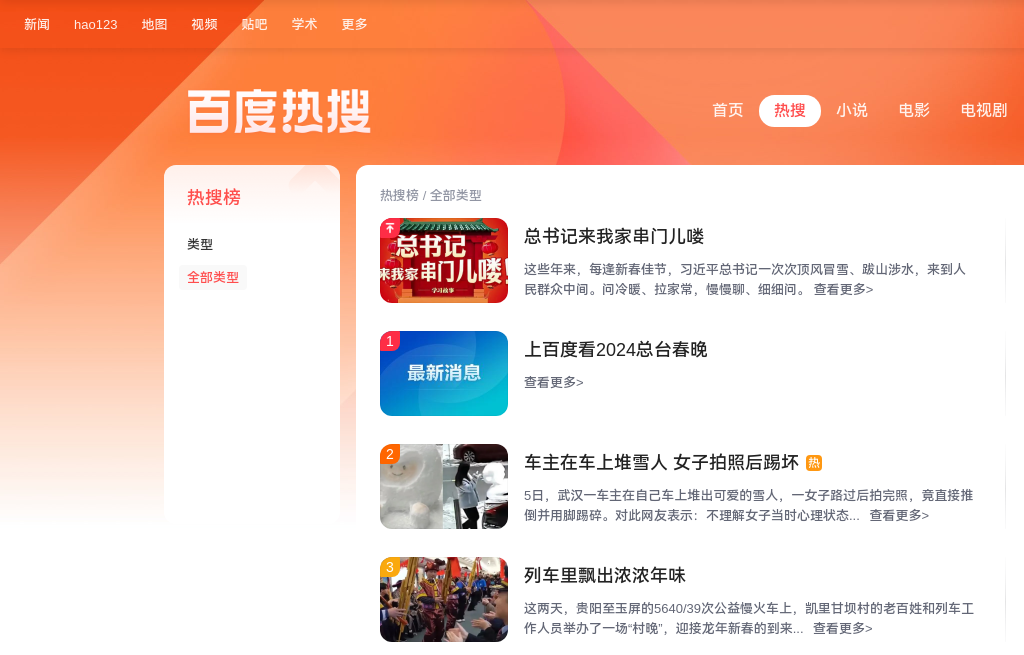 新闻 hao123 地图 视频 贴吧 学术 更多
百度热搜
首页 热搜 小说 电影 电视剧
热搜榜
类型
全部类型
热搜榜 / 全部类型
总书记
来我家串门儿喽!
学习故事
总书记来我家串门儿喽
这些年来，每逢新春佳节，习近平总书记一次次顶风冒雪、跋山涉水，来到人
民群众中间。问冷暖、拉家常，慢慢聊、细细问。 查看更多>
1
最新消息
上百度看2024总台春晚
查看更多>
2
车主在车上堆雪人 女子拍照后踢坏 热
5日，武汉一车主在自己车上堆出可爱的雪人，一女子路过后拍完照，竟直接推
倒并用脚踢碎。对此网友表示：不理解女子当时心理状态... 查看更多>
3
列车里飘出浓浓年味
这两天，贵阳至玉屏的5640/39次公益慢火车上，凯里甘坝村的老百姓和列车工
作人员举办了一场“村晚”，迎接龙年新春的到来... 查看更多>